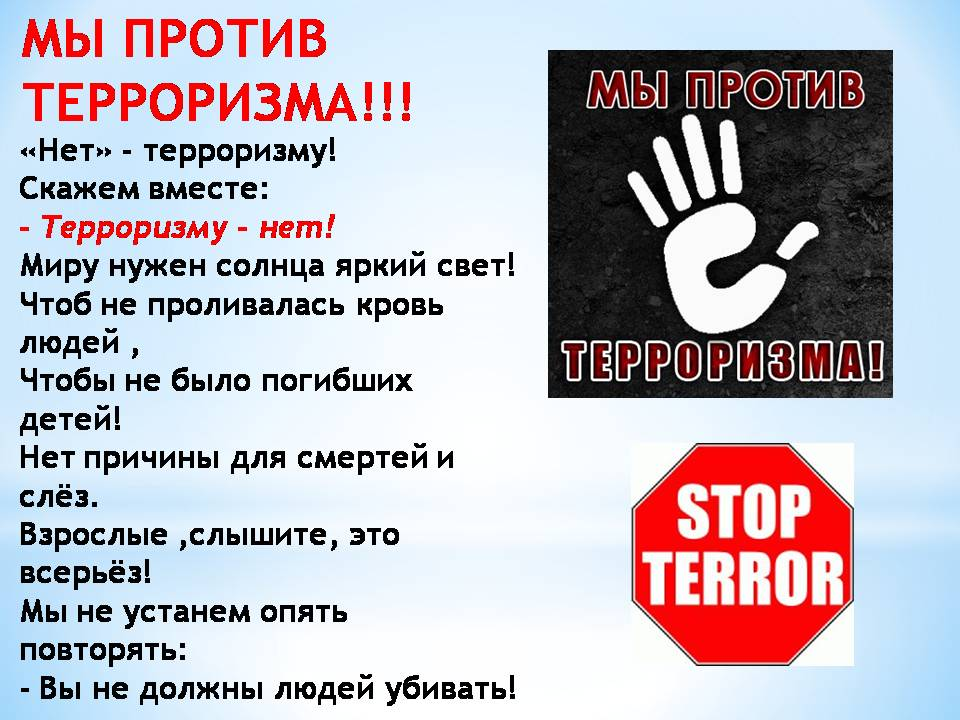 МЫ ПРОТИВ
ТЕРРОРИЗМА!!!
«Нет» - терроризму!
Скажем вместе:
- Терроризму - нет!
Миру нужен солнца яркий свет!
Чтоб не проливалась кровь
людей ,
Чтобы не было погибших
детей!
Нет причины для смертей и
слёз.
Взрослые ,слышите, это
всерьёз!
Мы не устанем опять
повторять:
- Вы не должны людей убивать!
МЫ ПРОТИВ
ТЕРРОРИЗМА!
STOP
TERROR